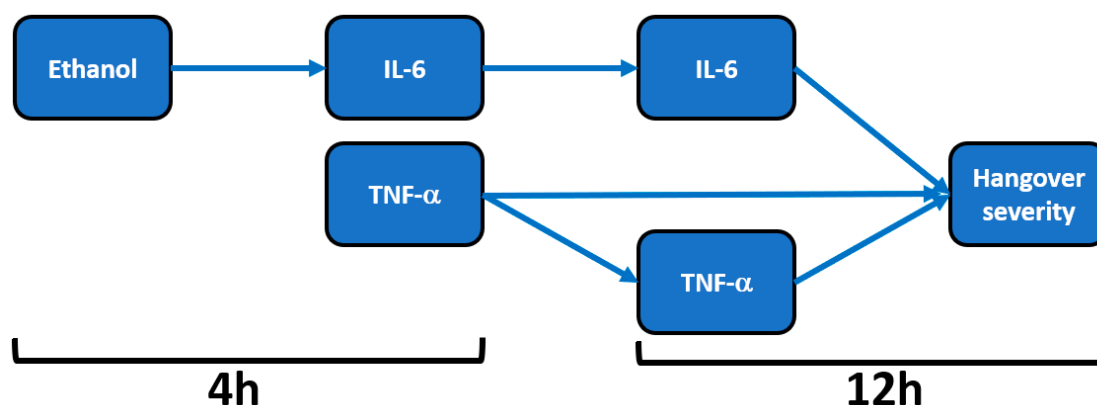 Ethanol
IL-6
IL-6
TNF-α
Hangover
severity
TNF-α
4h
12h